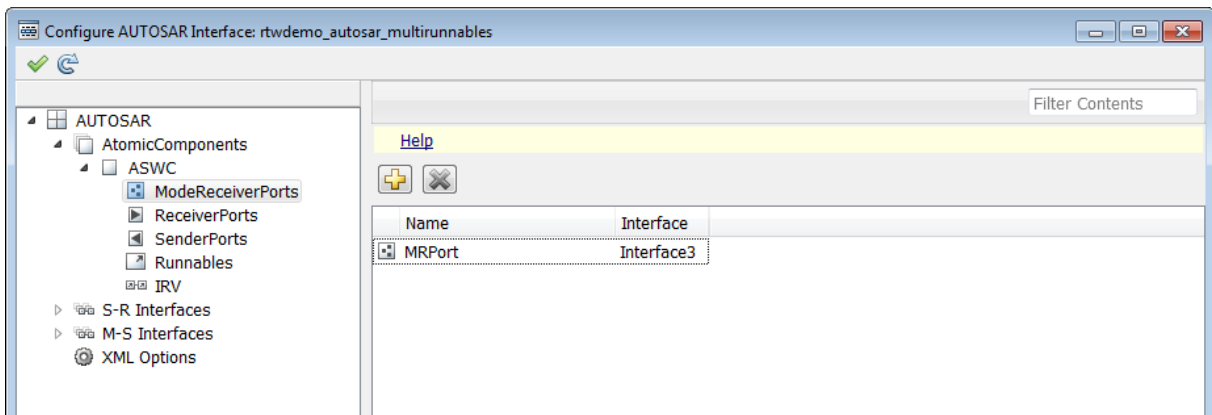 Configure AUTOSAR Interface: rtwdemo_autosar_multirunnables
Filter Contents
AUTOSAR
AtomicComponents
ASWC
ModeReceiverPorts
ReceiverPorts
SenderPorts
Runnables
IRV
S-R Interfaces
M-S Interfaces
XML Options
Help
Name Interface
MRPort Interface3